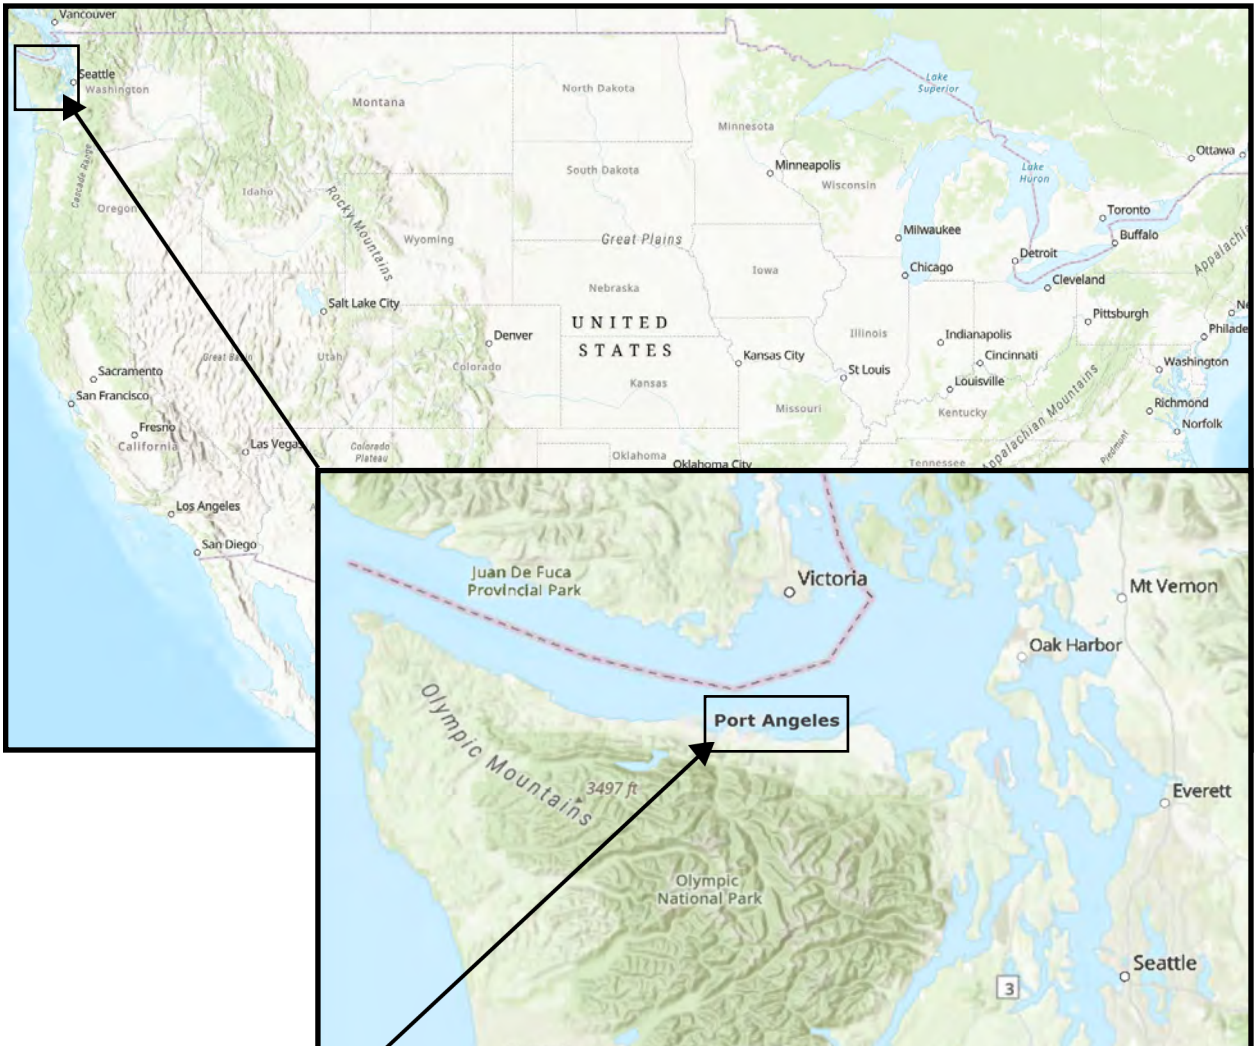 Vancouver
Seattle
Washington
Montana
North Dakota
Minnesota
Lake
Superior
Ottawa
Minneapolis
South Dakota
Wisconsin
Lake
Huron
Cascade Range
Oregon
Idaho
Rocky Mountains
Wyoming
Great Plains
Milwaukee
Toronto
Buffalo
Detroit
Chicago
Iowa
Cleveland
Nebraska
Salt Lake City
UNITED
STATES
Denver
Pittsburgh
Illinois
Indianapolis
Cincinnati
Great Basin
Utah
Colorado
Kansas City
St Louis
Philade
Washington
Sacramento
San Francisco
Kansas
Louisville
Missouri
Kentucky
Appalachian Mountains
Appalachia
Ne
Richmond
Norfolk
Piedmont
Fresno
California
Las Vegas
Colorado
Plateau
Oklahoma
Oklahoma City
Tennessee
Los Angeles
A
San Diego
Juan De Fuca
Provincial Park
Victoria
Mt Vernon
Oak Harbor
Port Angeles
Olympic Mountains
3497 ft
Everett
Olympic
National Park
Seattle
3